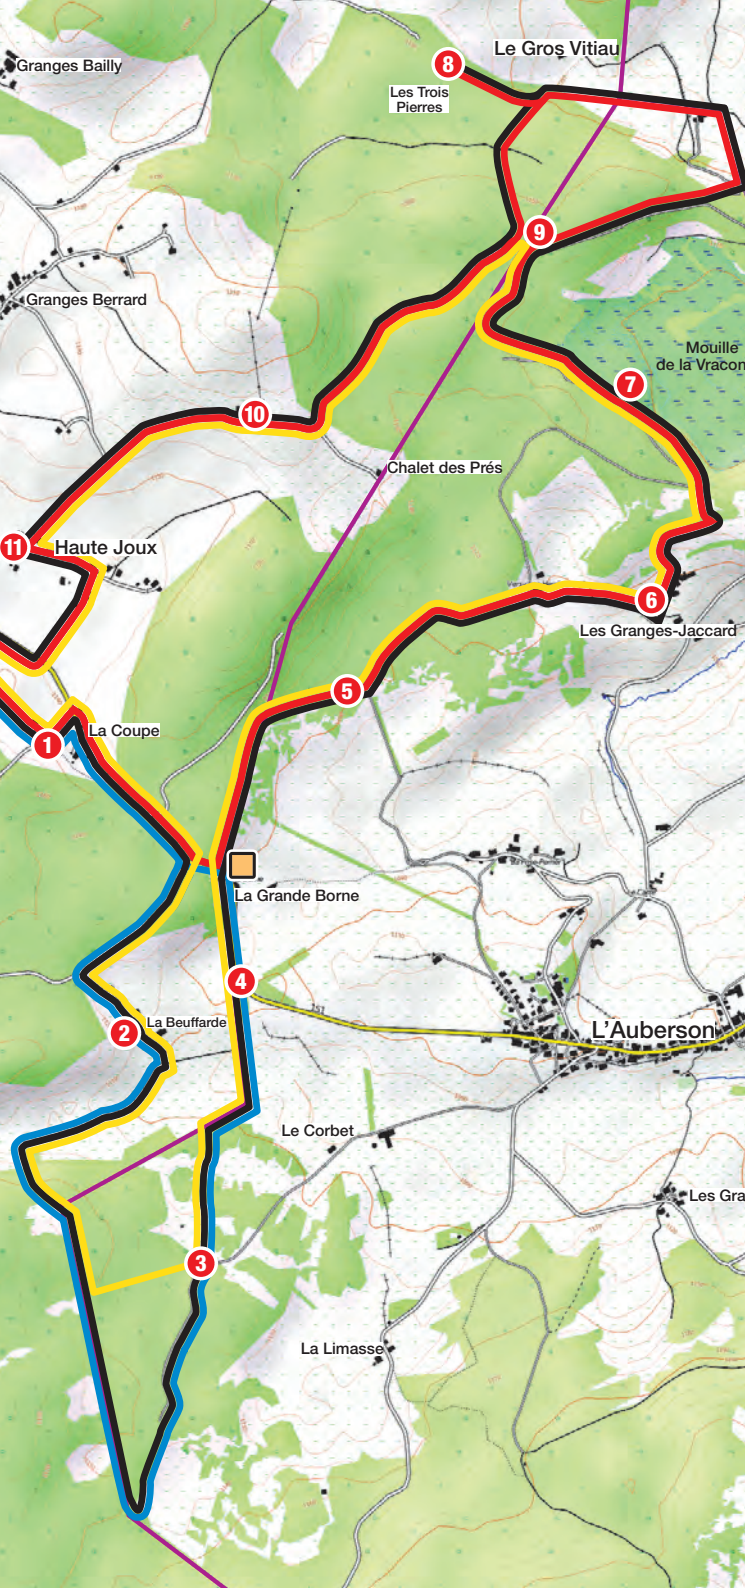 Le Gros Vitiau
8
Granges Bailly
Les Trois
Pierres
9
Granges Berrard
Mouille
de la Vracon
7
10
Chalet des Prés
11
Haute Joux
6
Les Granges-Jaccard
5
La Coupe
1
La Grande Borne
4
151
La Beuffarde
2
L'Auberson
Le Corbet
Les Gra
3
La Limasse